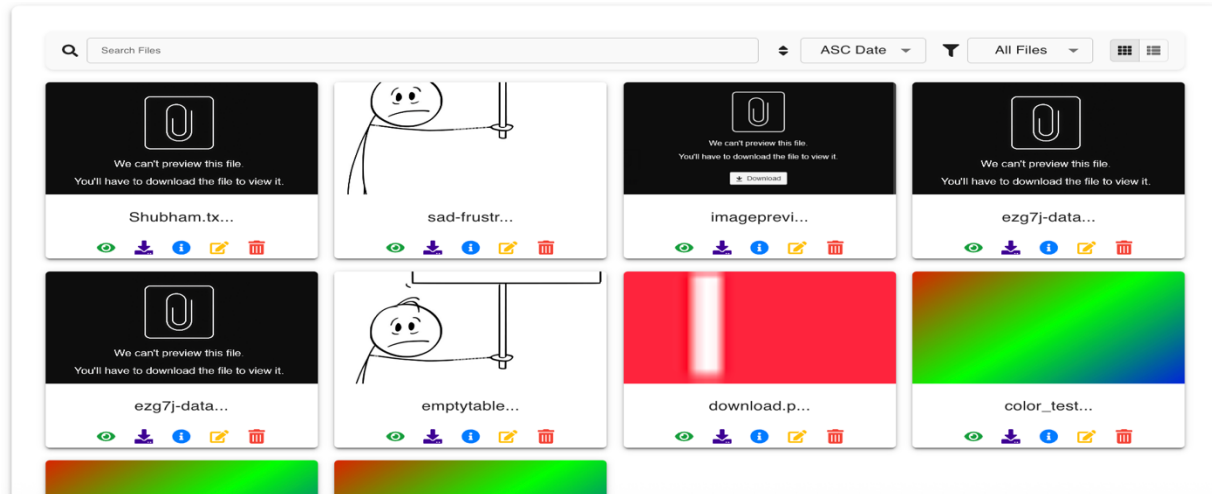 Search Files
ASC Date
All Files
We can't preview this file.
You'll have to download the file to view it.
Shubham.tx...
sad-frustr...
We can't preview this file.
You'll have to download the file to view it.
Download
imageprevi...
We can't preview this file.
You'll have to download the file to view it.
ezg7j-data...
We can't preview this file.
You'll have to download the file to view it.
ezg7j-data...
emptytable...
download.p...
color_test...